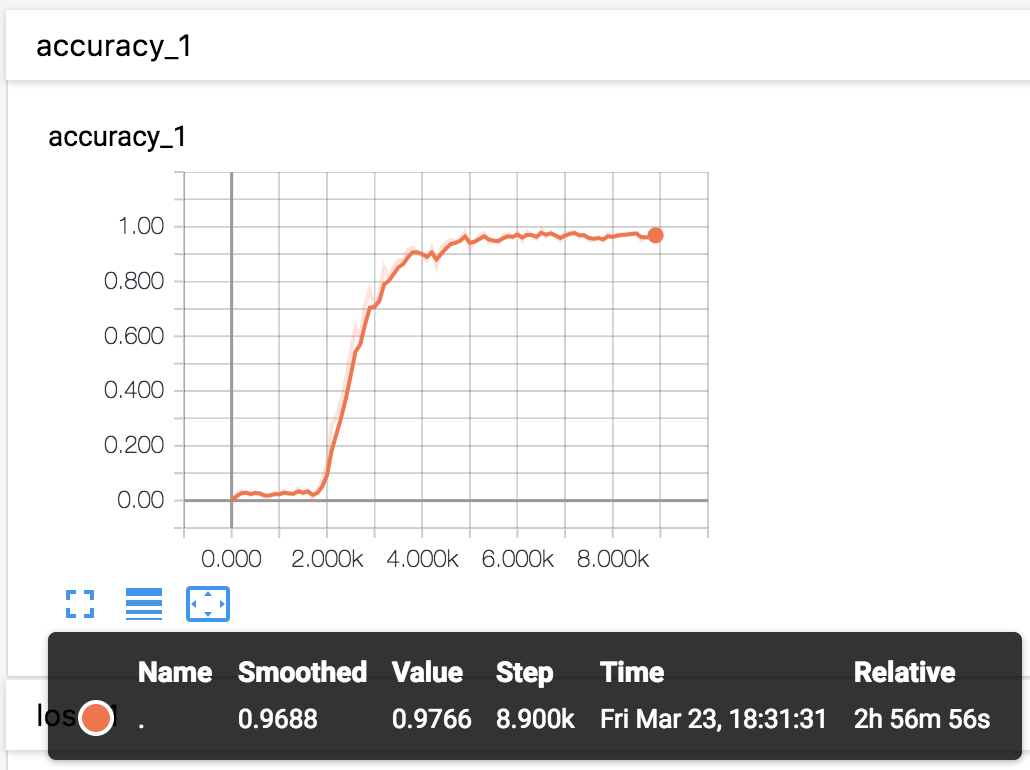 accuracy_1
accuracy_1
1.00
0.800
0.600
0.400
0.200
0.00
0.000 2.000k 4.000k 6.000k 8.000k
Name Smoothed Value Step Time Relative
. 0.9688 0.9766 8.900k Fri Mar 23, 18:31:31 2h 56m 56s